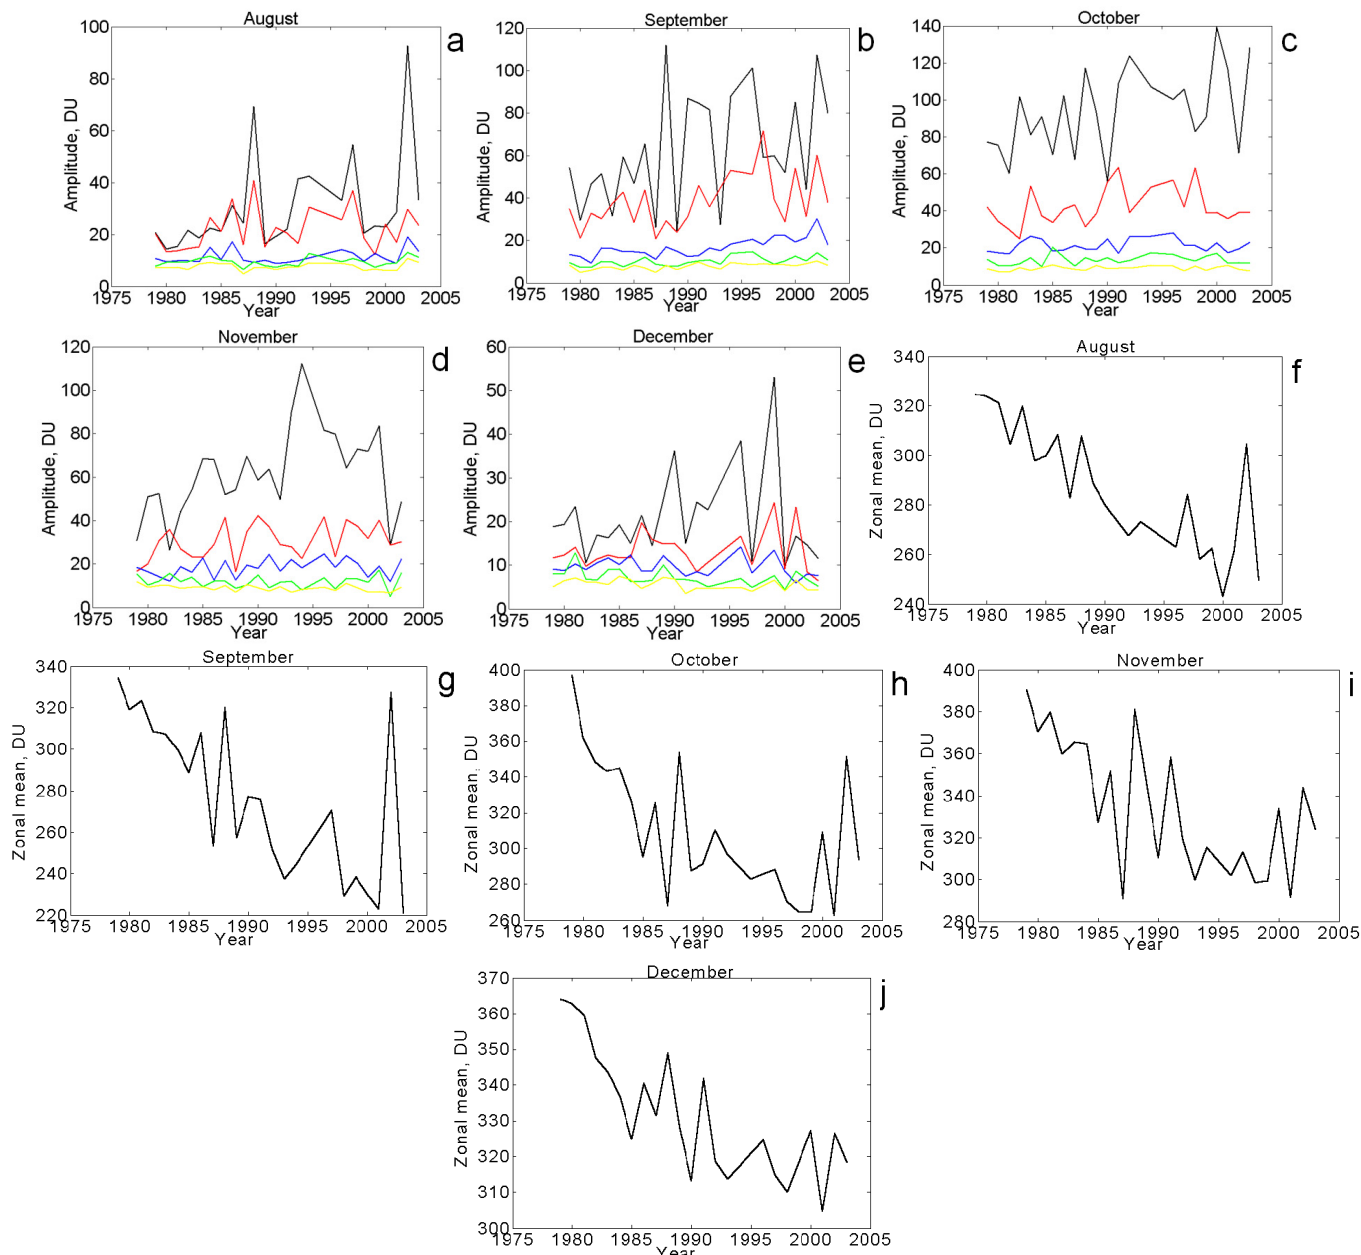 August
a
Amplitude, DU
100
80
60
40
20
0
1975 1980 1985 1990 1995 2000 2005
Year
September
b
Amplitude, DU
120
100
80
60
40
20
0
1975 1980 1985 1990 1995 2000 2005
Year
October
c
Amplitude, DU
140
120
100
80
60
40
20
0
1975 1980 1985 1990 1995 2000 2005
Year
November
d
Amplitude, DU
120
100
80
60
40
20
0
1975 1980 1985 1990 1995 2000 2005
Year
December
e
Amplitude, DU
60
50
40
30
20
10
0
1975 1980 1985 1990 1995 2000 2005
Year
August
f
Zonal mean, DU
340
320
300
280
260
240
1975 1980 1985 1990 1995 2000 2005
Year
September
g
Zonal mean, DU
340
320
300
280
260
240
220
1975 1980 1985 1990 1995 2000 2005
Year
October
h
Zonal mean, DU
400
380
360
340
320
300
280
260
1975 1980 1985 1990 1995 2000 2005
Year
November
i
Zonal mean, DU
400
380
360
340
320
300
280
1975 1980 1985 1990 1995 2000 2005
Year
December
j
Zonal mean, DU
370
360
350
340
330
320
310
300
1975 1980 1985 1990 1995 2000 2005
Year